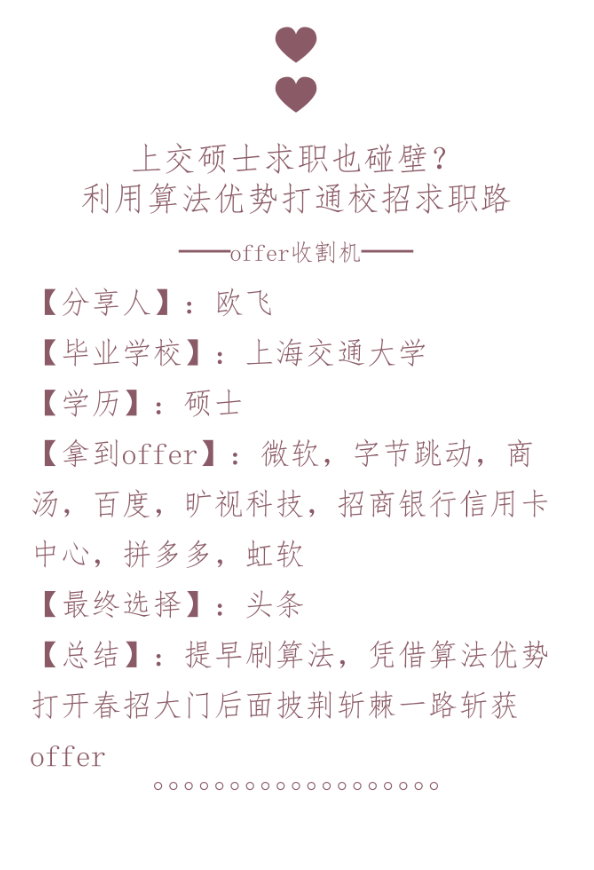 上交硕士求职也碰壁？
利用算法优势打通校招求职路
——offer收割机——
【分享人】：欧飞
【毕业学校】：上海交通大学
【学历】：硕士
【拿到offer】：微软，字节跳动，商
汤，百度，旷视科技，招商银行信用卡
中心，拼多多，虹软
【最终选择】：头条
【总结】：提早刷算法，凭借算法优势
打开春招大门后面披荆斩棘一路斩获
offer